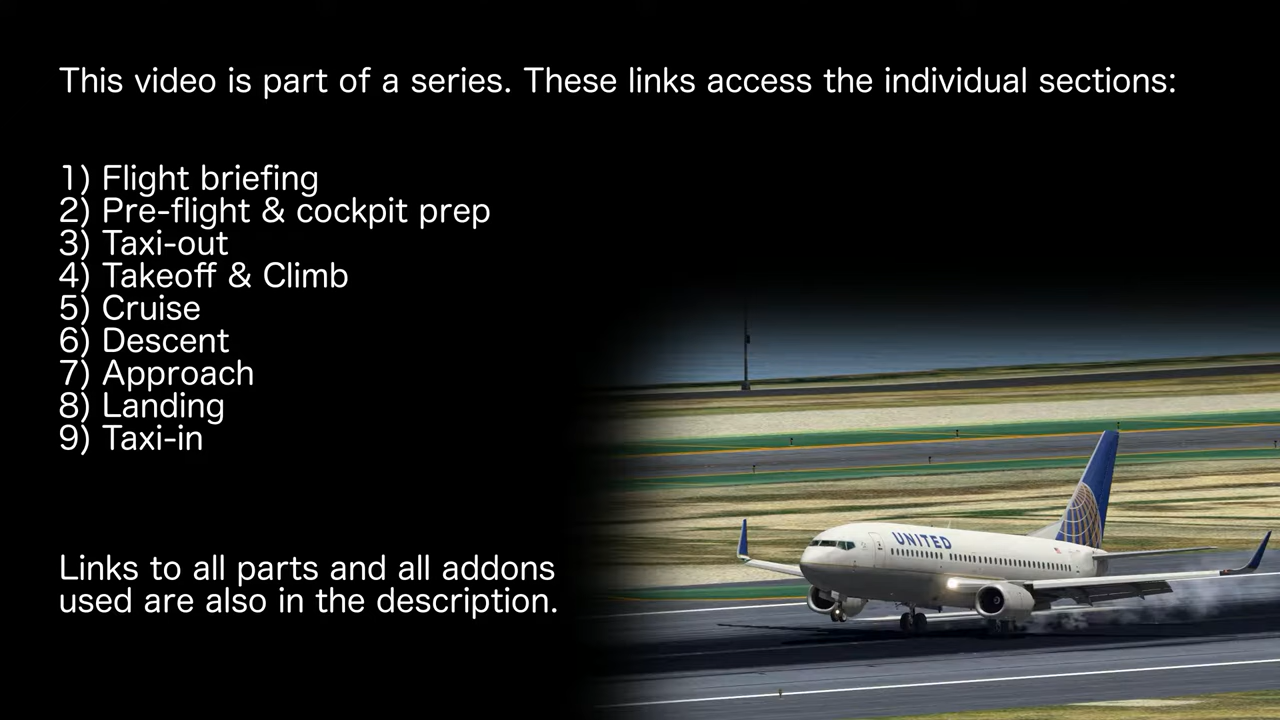 This video is part of a series. These links access the individual sections:
1) Flight briefing
2) Pre-flight & cockpit prep
3) Taxi-out
4) Takeoff & Climb
5) Cruise
6) Descent
7) Approach
8) Landing
9) Taxi-in
Links to all parts and all addons
used are also in the description.
UNITED